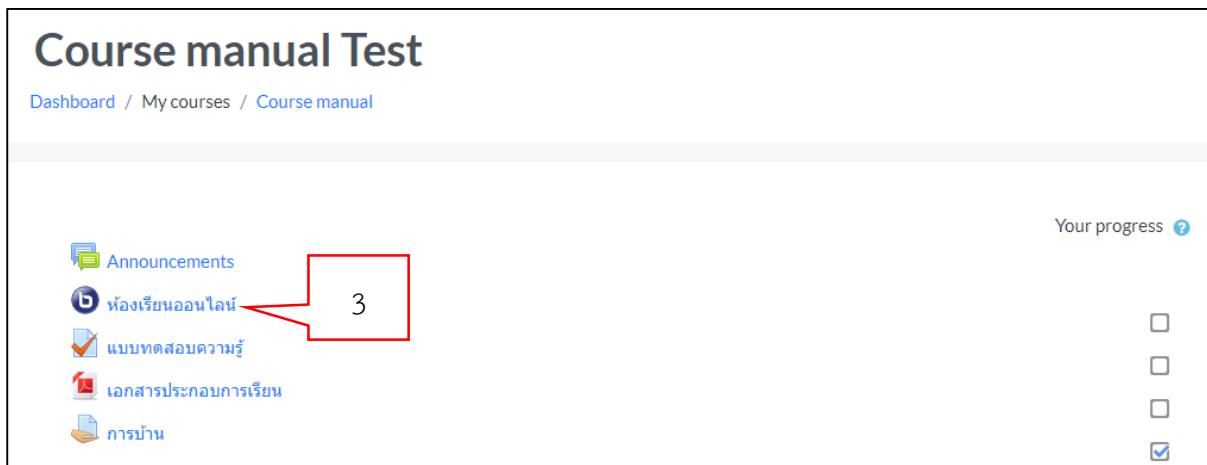 Course manual Test
Dashboard / My courses / Course manual
Your progress
Announcements
ห้องเรียนออนไลน์
3
แบบทดสอบความรู้
เอกสารประกอบการเรียน
การบ้าน